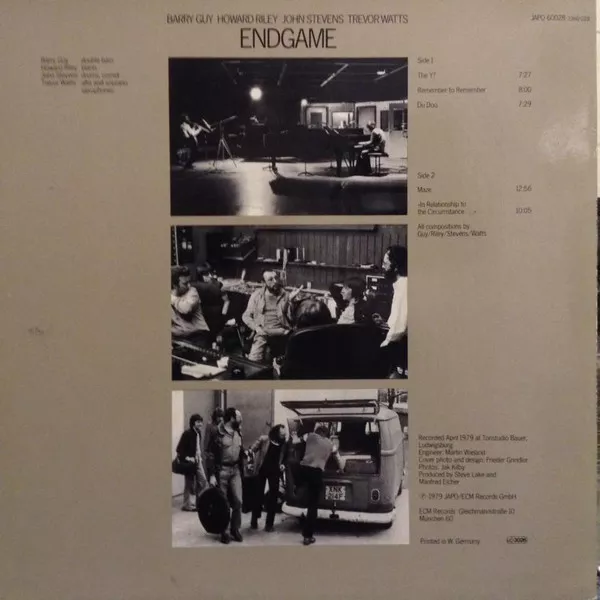 BARRY GUY HOWARD RILEY JOHN STEVENS TREVOR WATTS
ENDGAME
JAPO 60028
Barry Guy double bass
Howard Riley piano
John Stevens drums, cornet
Trevor Watts alto and soprano
saxophones
Side 1
The Y? 7:27
Remember to Remember 8:00
Du Dou 7:29
Side 2
Maze 12:56
-In Relationship to
the Circumstance 10:05
All compositions by
Guy/Riley/Stevens/Watts
Recorded April 1979 at Tonstudio Bauer,
Ludwigsburg
Engineer: Martin Wieland
Cover photo and design: Frieder Grindler
Photos: Jak Kilby
Produced by Steve Lake and
Manfred Eicher
℗ 1979 JAPO/ECM Records GmbH
ECM Records Gleichmannstraße 10
München 60
Printed in W. Germany